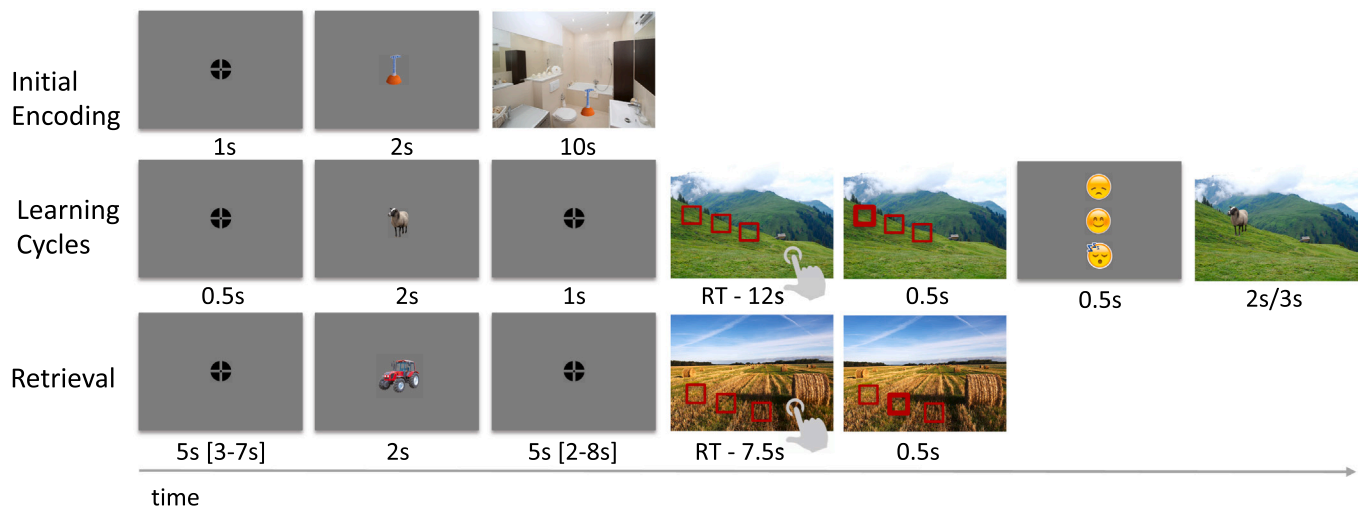 Initial
Encoding
1s
2s
10s
Learning
Cycles
0.5s
2s
1s
RT - 12s
0.5s
0.5s
2s/3s
Retrieval
5s [3-7s]
2s
5s [2-8s]
RT - 7.5s
0.5s
time